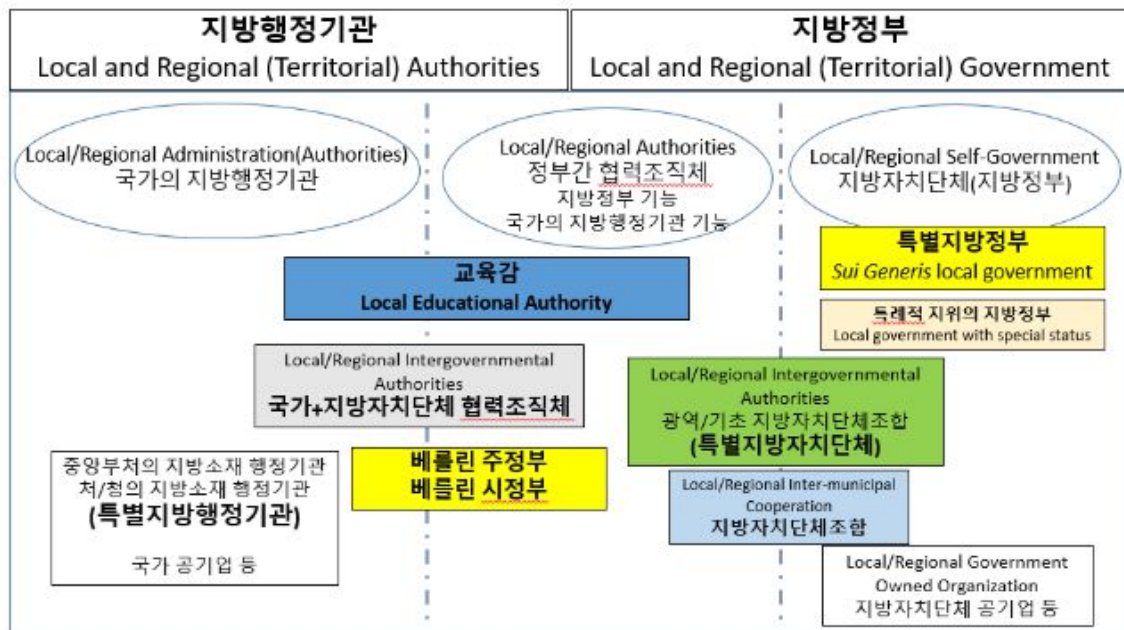 지방행정기관
Local and Regional (Territorial) Authorities
지방정부
Local and Regional (Territorial) Government
Local/Regional Administration(Authorities)
국가의 지방행정기관
Local/Regional Authorities
정부간 협력조직체
지방정부 기능
국가의 지방행정기관 기능
Local/Regional Self-Government
지방자치단체(지방정부)
특별지방정부
Sui Generis local government
교육감
Local Educational Authority
특례적 지위의 지방정부
Local government with special status
Local/Regional Intergovernmental
Authorities
국가+지방자치단체 협력조직체
Local/Regional Intergovernmental
Authorities
광역/기초 지방자치단체조합
(특별지방자치단체)
중앙부처의 지방소재 행정기관
처/청의 지방소재 행정기관
(특별지방행정기관)
국가 공기업 등
베를린 주정부
베를린 시정부
Local/Regional Inter-municipal
Cooperation
지방자치단체조합
Local/Regional Government
Owned Organization
지방자치단체 공기업 등